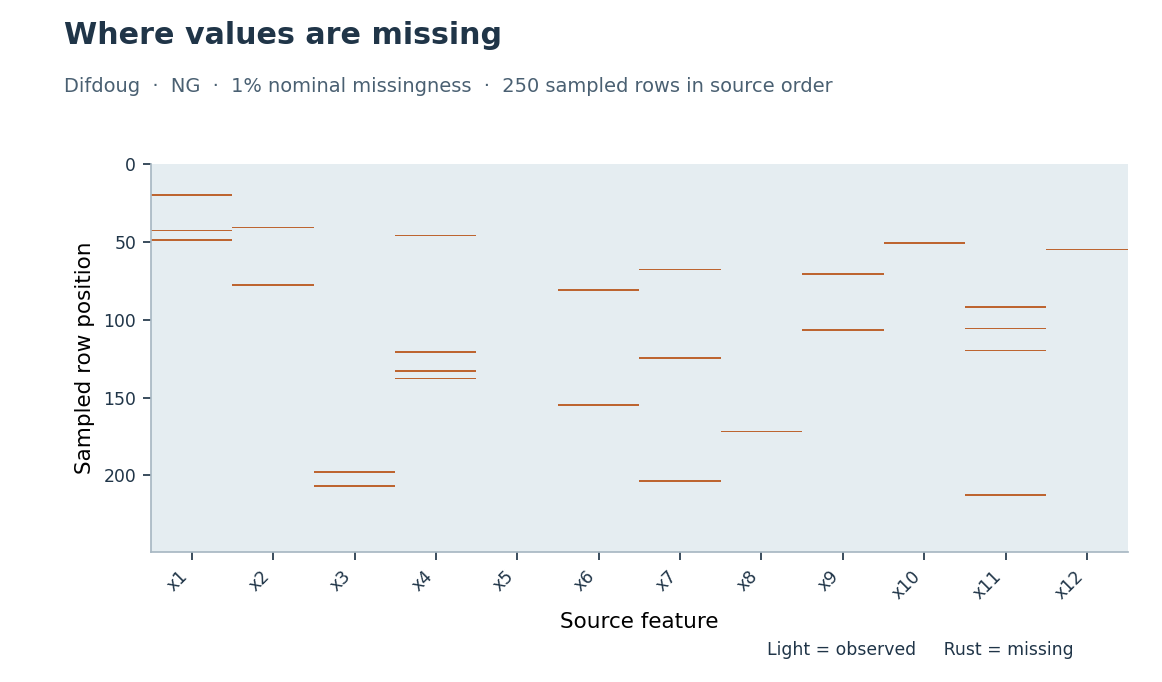 Where values are missing
Difdoug · NG · 1% nominal missingness · 250 sampled rows in source order
0
50
100
150
200
Sampled row position
x1 x2 x3 x4 x5 x6 x7 x8 x9 x10 x11 x12
Source feature
Light = observed Rust = missing